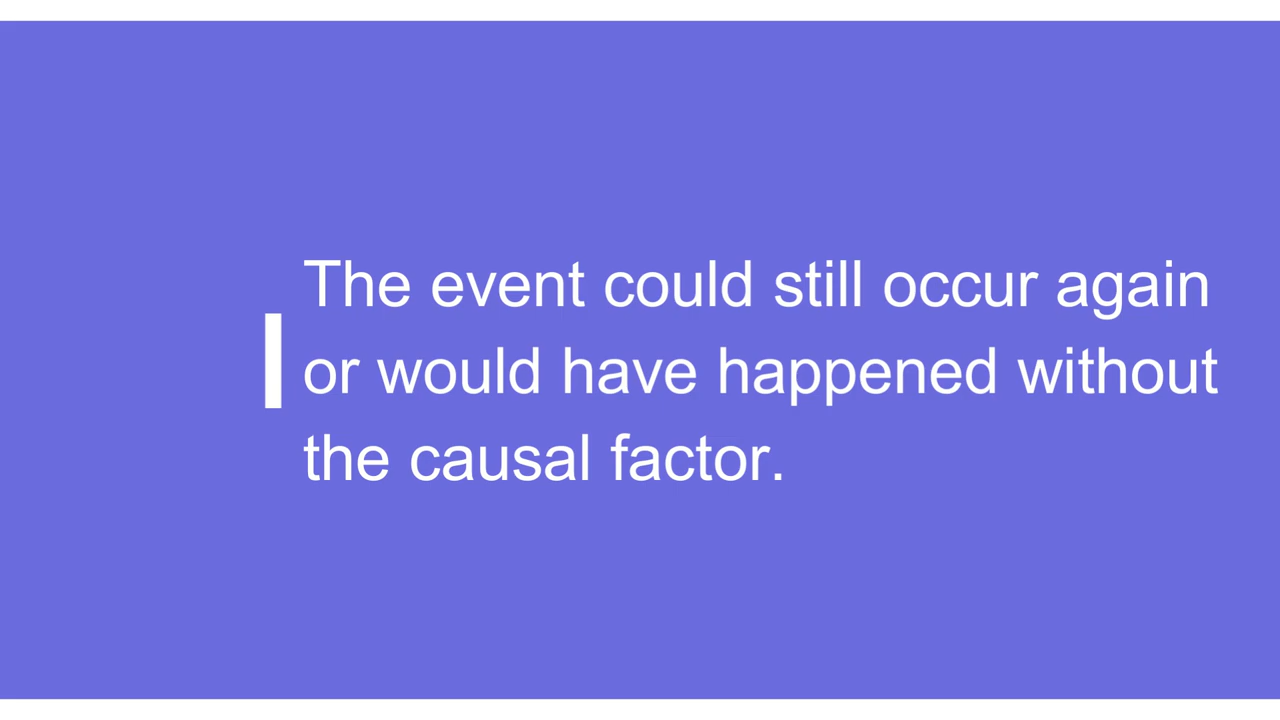 The event could still occur again
or would have happened without
the causal factor.